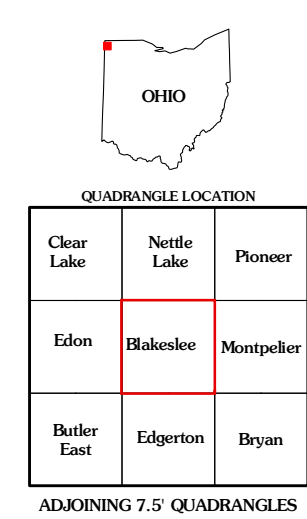 OHIO
QUADRANGLE LOCATION
Clear
Lake
Nettle
Lake
Pioneer
Edon
Blakeslee
Montpelier
Butler
East
Edgerton
Bryan
ADJOINING 7.5' QUADRANGLES